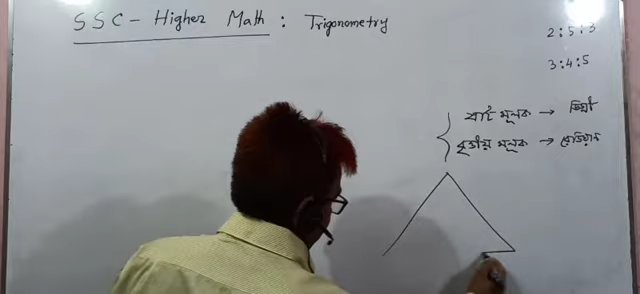 SSC - Higher Math : Trigonometry
2 : 5 : 3
3 : 4 : 5
ষাট মূলক → ডিগ্রী
বৃত্তীয় মূলক → রেডিয়ান